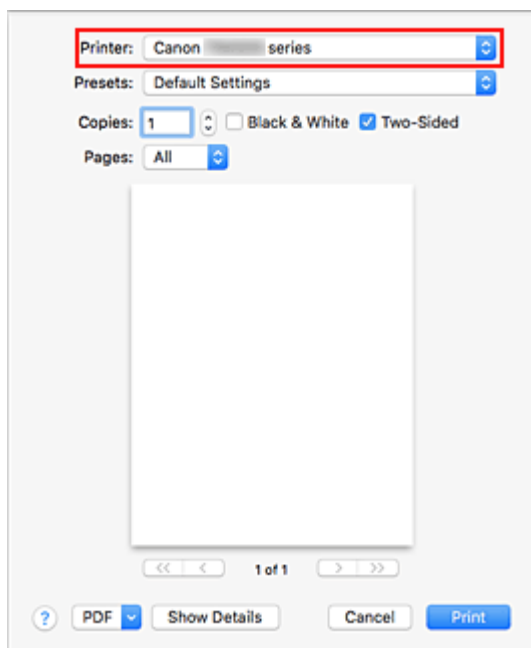 Printer: Canon series
Presets: Default Settings
Copies: 1 Black & White Two-Sided
Pages: All
<< < 1 of 1 > >>
? PDF Show Details Cancel Print